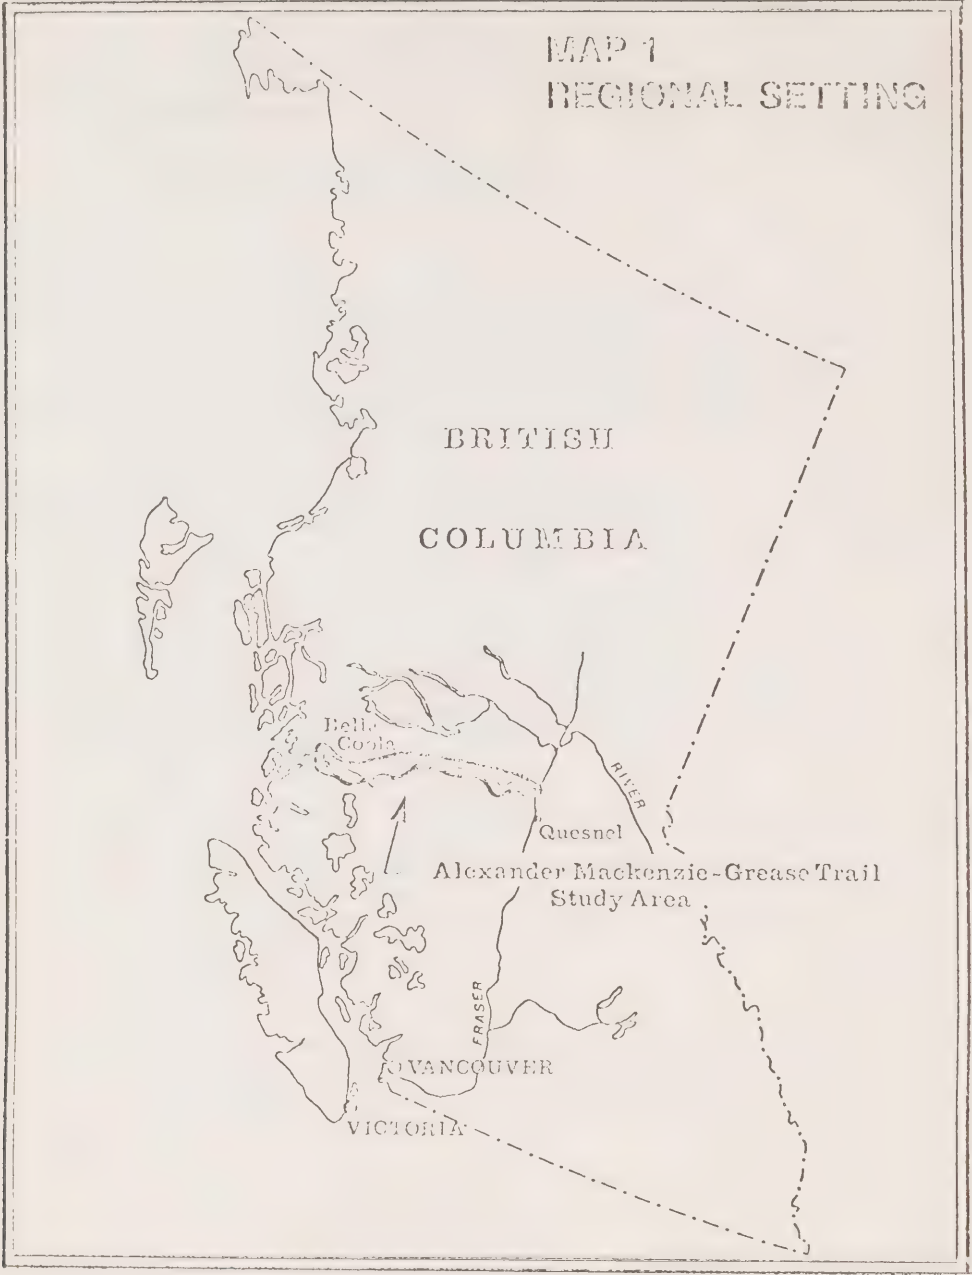 MAP 1
REGIONAL SETTING
BRITISH
COLUMBIA
Bella
Coola
RIVER
Quesnel
Alexander Mackenzie-Grease Trail
Study Area
FRASER
VANCOUVER
VICTORIA